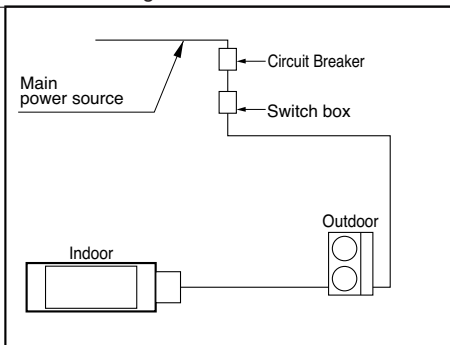 Circuit Breaker
Main
power source
Switch box
Outdoor
Indoor